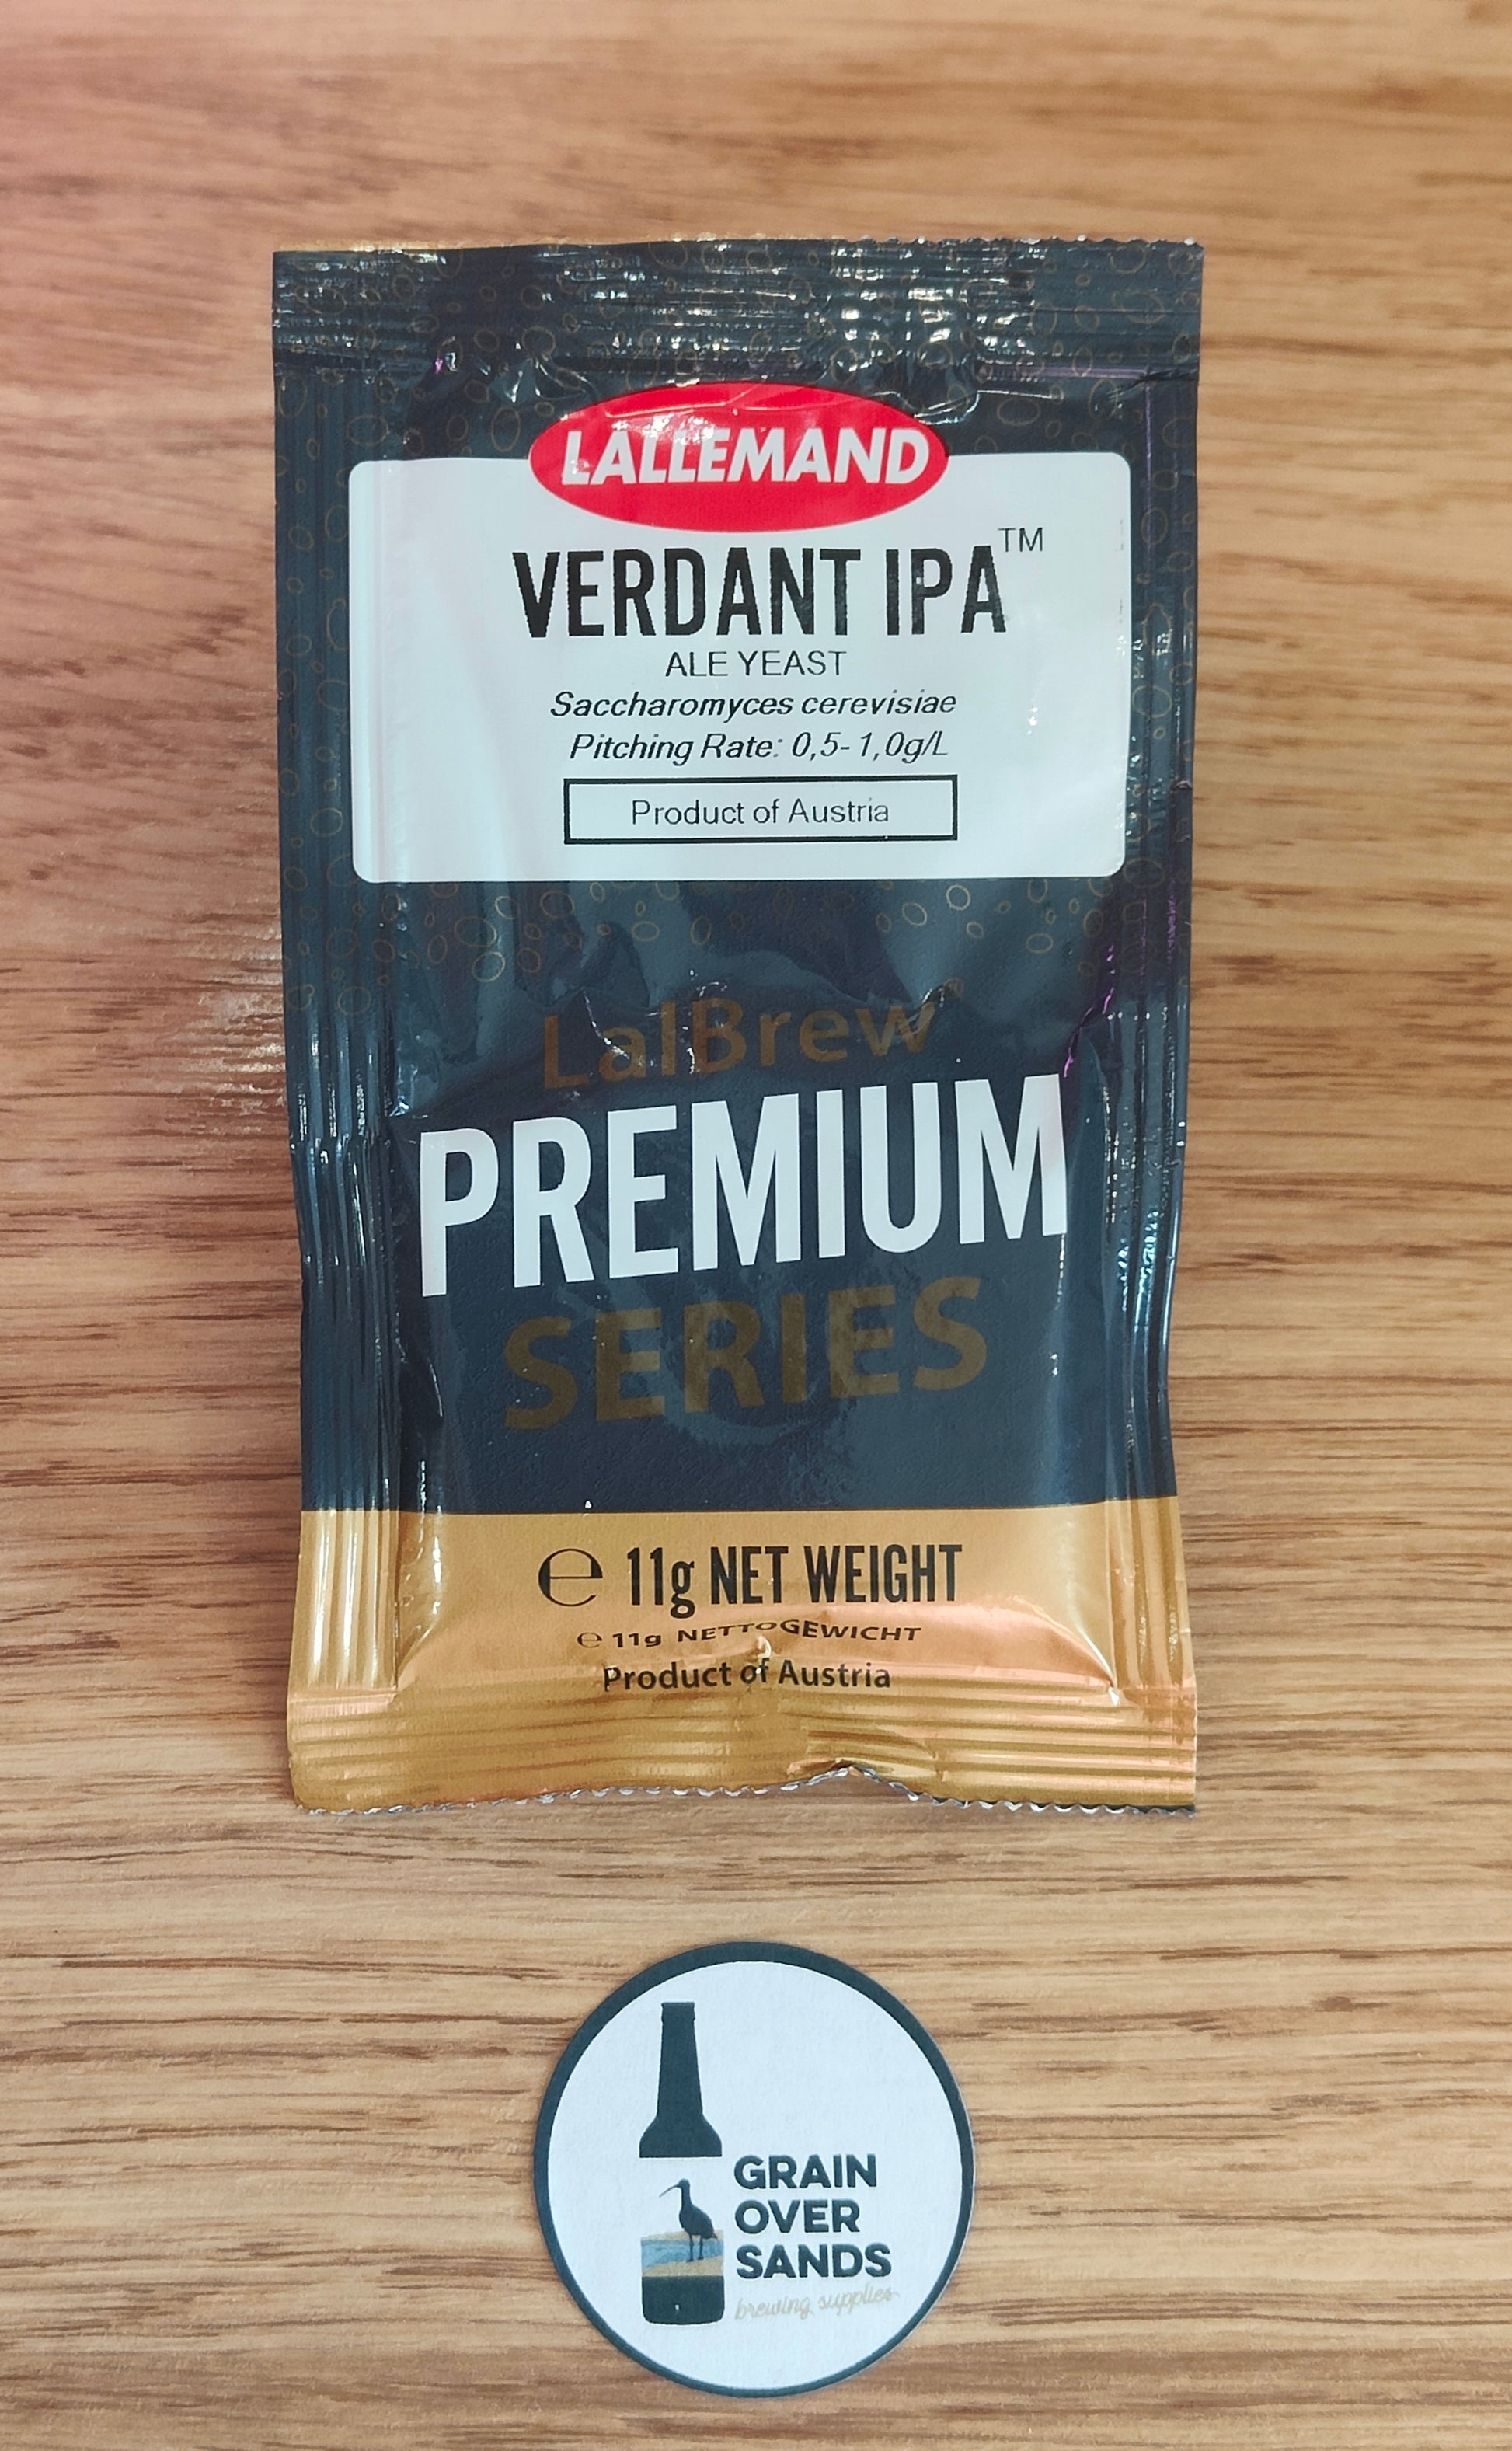 LALLEMAND
VERDANT IPA™
ALE YEAST
Saccharomyces cerevisiae
Pitching Rate: 0,5-1,0g/L
Product of Austria
LalBrew®
PREMIUM
SERIES
℮ 11g NET WEIGHT
℮ 11g NETTOGEWICHT
Product of Austria
GRAIN
OVER
SANDS
brewing supplies